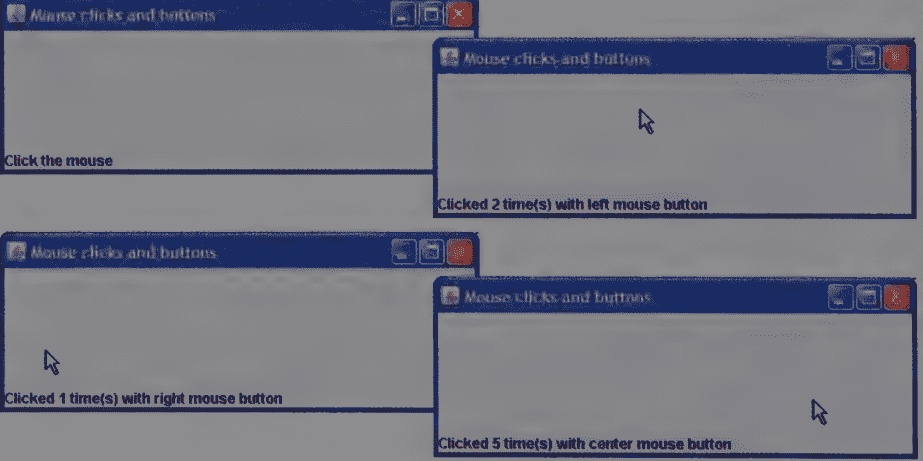 Mouse clicks and buttons
Click the mouse
Mouse clicks and buttons
Clicked 2 time(s) with left mouse button
Mouse clicks and buttons
Clicked 1 time(s) with right mouse button
Mouse clicks and buttons
Clicked 5 time(s) with center mouse button